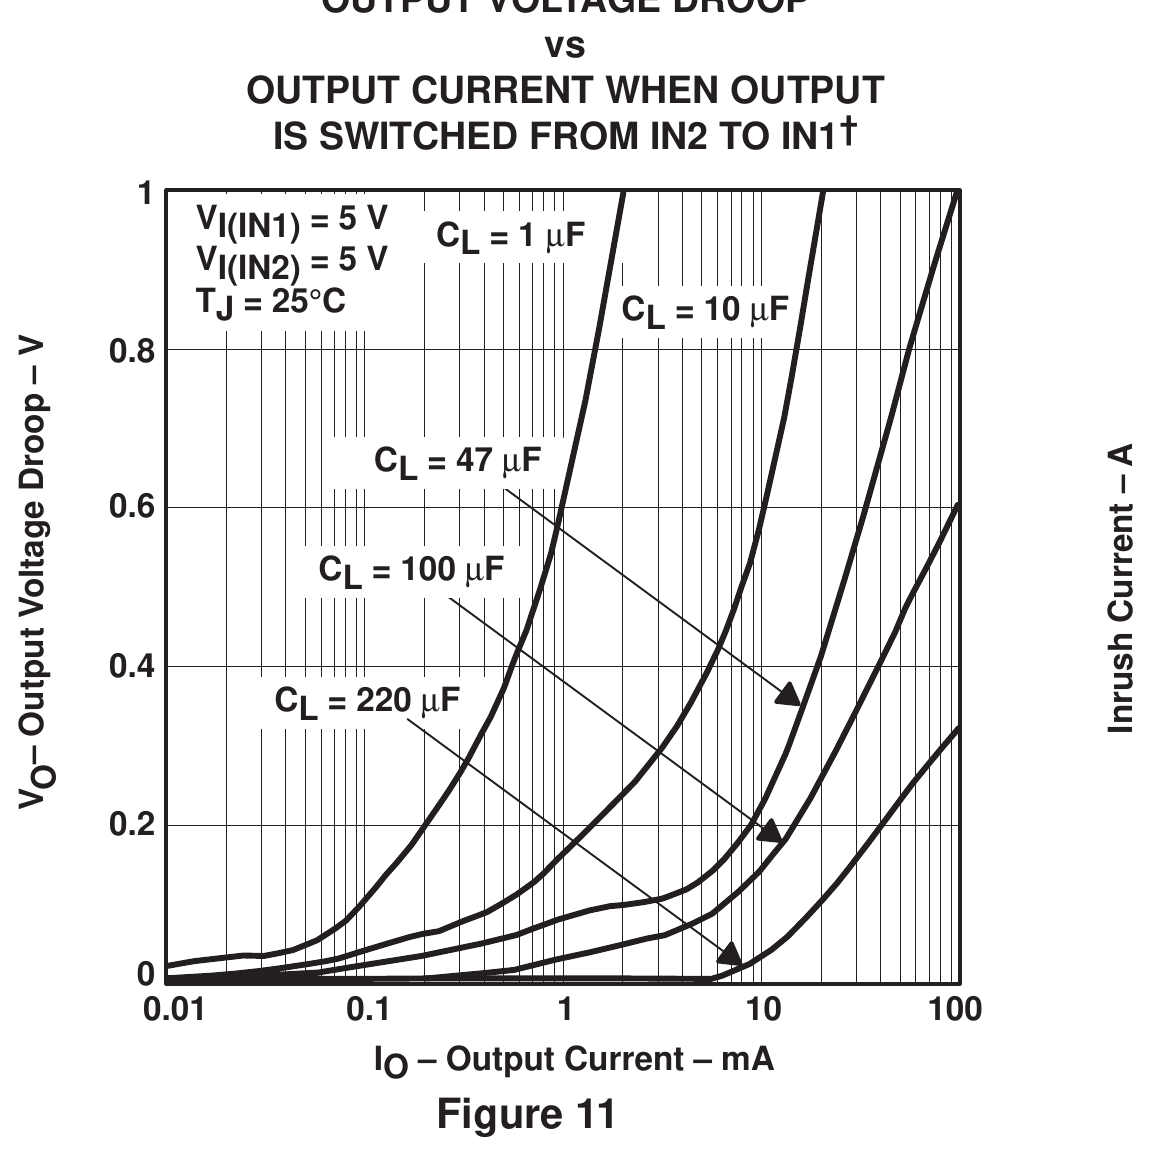 OUTPUT VOLTAGE DROOP
vs
OUTPUT CURRENT WHEN OUTPUT
IS SWITCHED FROM IN2 TO IN1†
VI(IN1) = 5 V
VI(IN2) = 5 V
TJ = 25°C
CL = 1 μF
CL = 10 μF
CL = 47 μF
CL = 100 μF
CL = 220 μF
VO– Output Voltage Droop – V
1
0.8
0.6
0.4
0.2
0
0.01 0.1 1 10 100
IO – Output Current – mA
Figure 11
Inrush Current – A